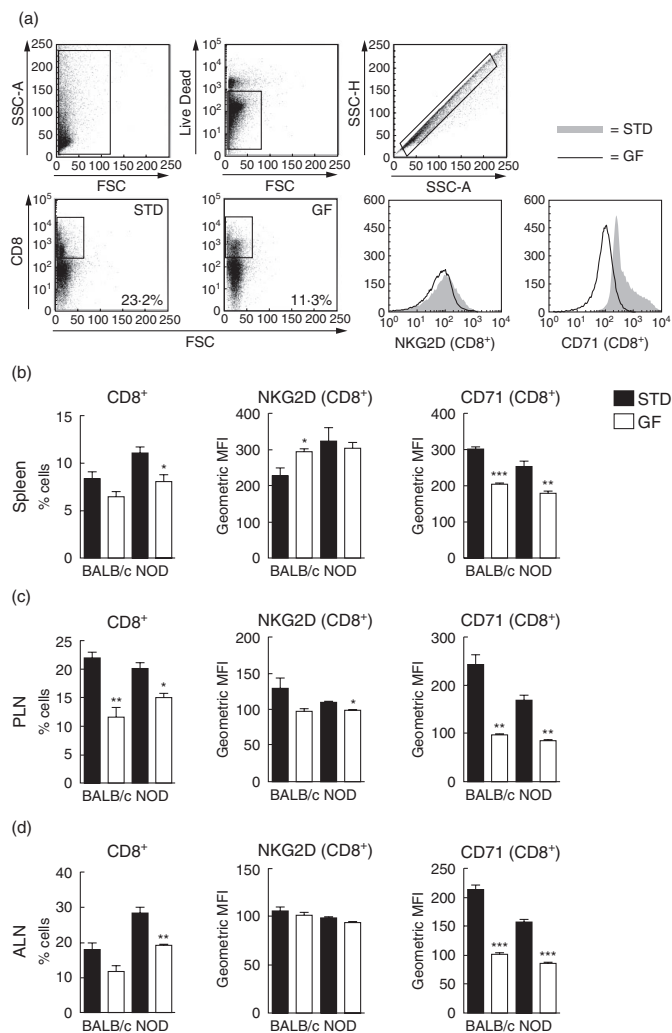 (a)
SSC-A
250
200
150
100
50
0
0 50 100 150 200 250
FSC
Live Dead
10⁵
10⁴
10³
10²
10¹
10⁰
0 50 100 150 200 250
FSC
SSC-H
250
200
150
100
50
0
0 50 100 150 200 250
SSC-A
= STD
= GF
CD8
10⁵
10⁴
10³
10²
10¹
10⁰
STD
23·2%
0 50 100 150 200 250
10⁵
10⁴
10³
10²
10¹
10⁰
GF
11·3%
0 50 100 150 200 250
FSC
600
450
300
150
10⁰ 10¹ 10² 10³ 10⁴
NKG2D (CD8⁺)
600
450
300
150
10⁰ 10¹ 10² 10³ 10⁴
CD71 (CD8⁺)
(b)
STD
GF
Spleen
CD8⁺
% cells
15
10
5
0
*
BALB/c NOD
NKG2D (CD8⁺)
Geometric MFI
400
300
200
100
0
*
BALB/c NOD
CD71 (CD8⁺)
Geometric MFI
400
300
200
100
0
*** **
BALB/c NOD
(c)
PLN
CD8⁺
% cells
25
20
15
10
5
0
** *
BALB/c NOD
NKG2D (CD8⁺)
Geometric MFI
200
150
100
50
0
*
BALB/c NOD
CD71 (CD8⁺)
Geometric MFI
300
200
100
0
** **
BALB/c NOD
(d)
ALN
CD8⁺
% cells
40
30
20
10
0
**
BALB/c NOD
NKG2D (CD8⁺)
Geometric MFI
150
100
50
0
BALB/c NOD
CD71 (CD8⁺)
Geometric MFI
250
200
150
100
50
0
*** ***
BALB/c NOD